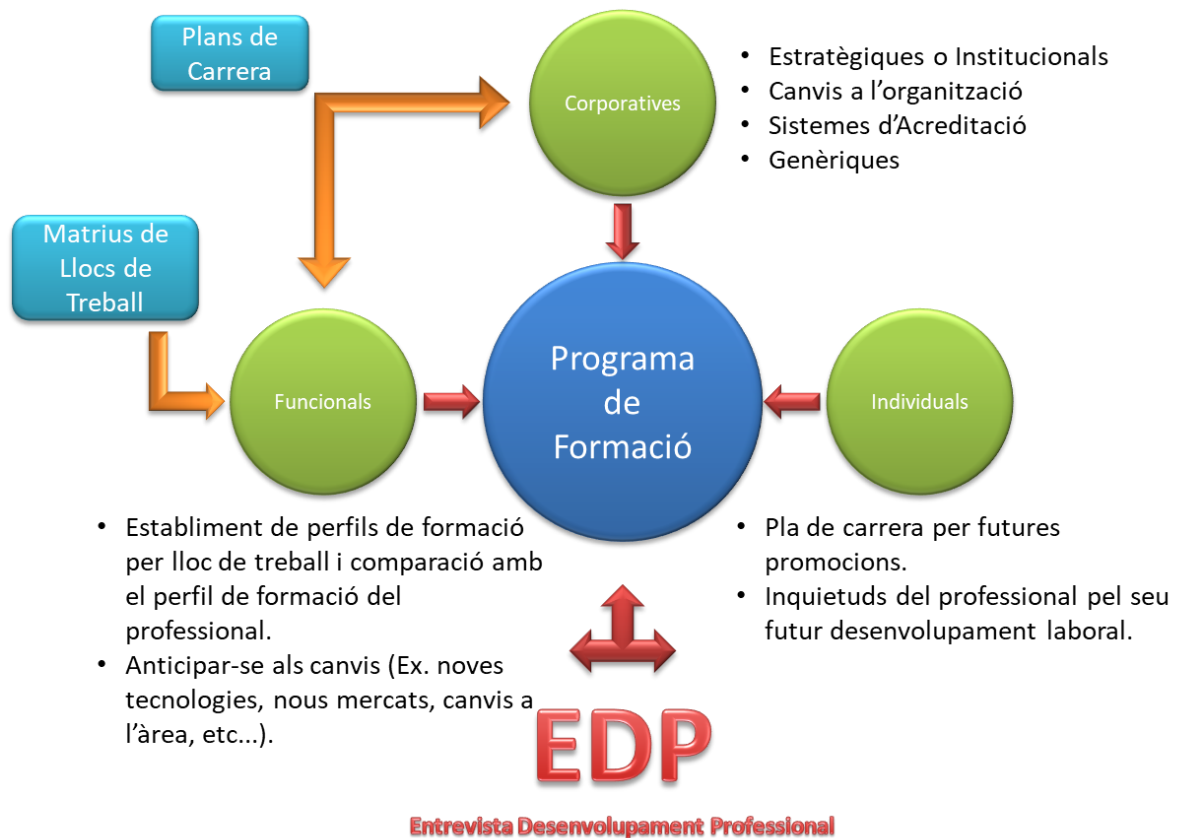 Plans de
Carrera
Corporatives
• Estratègiques o Institucionals
• Canvis a l'organització
• Sistemes d'Acreditació
• Genèriques
Matrius de
Llocs de
Treball
Funcionals
Programa
de
Formació
Individuals
• Establiment de perfils de formació
per lloc de treball i comparació amb
el perfil de formació del
professional.
• Anticipar-se als canvis (Ex. noves
tecnologies, nous mercats, canvis a
l'àrea, etc...).
• Pla de carrera per futures
promocions.
• Inquietuds del professional pel seu
futur desenvolupament laboral.
EDP
Entrevista Desenvolupament Professional